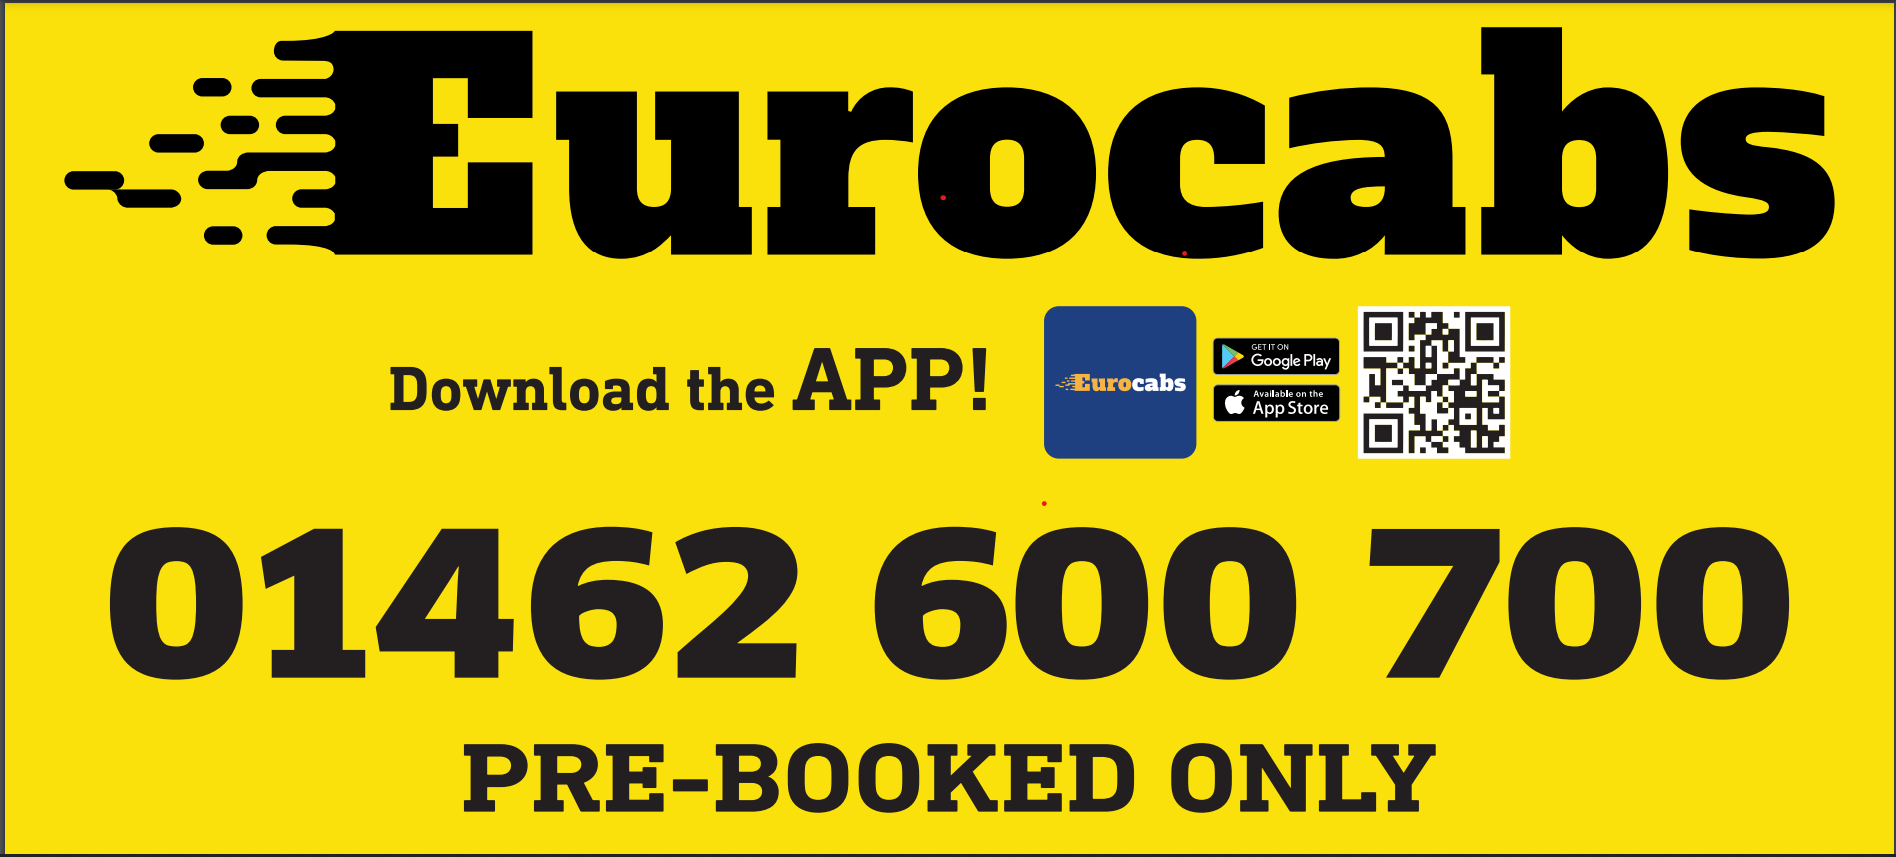 Eurocabs
Download the APP!
Eurocabs
GET IT ON
Google Play
Available on the
App Store
01462 600 700
PRE-BOOKED ONLY